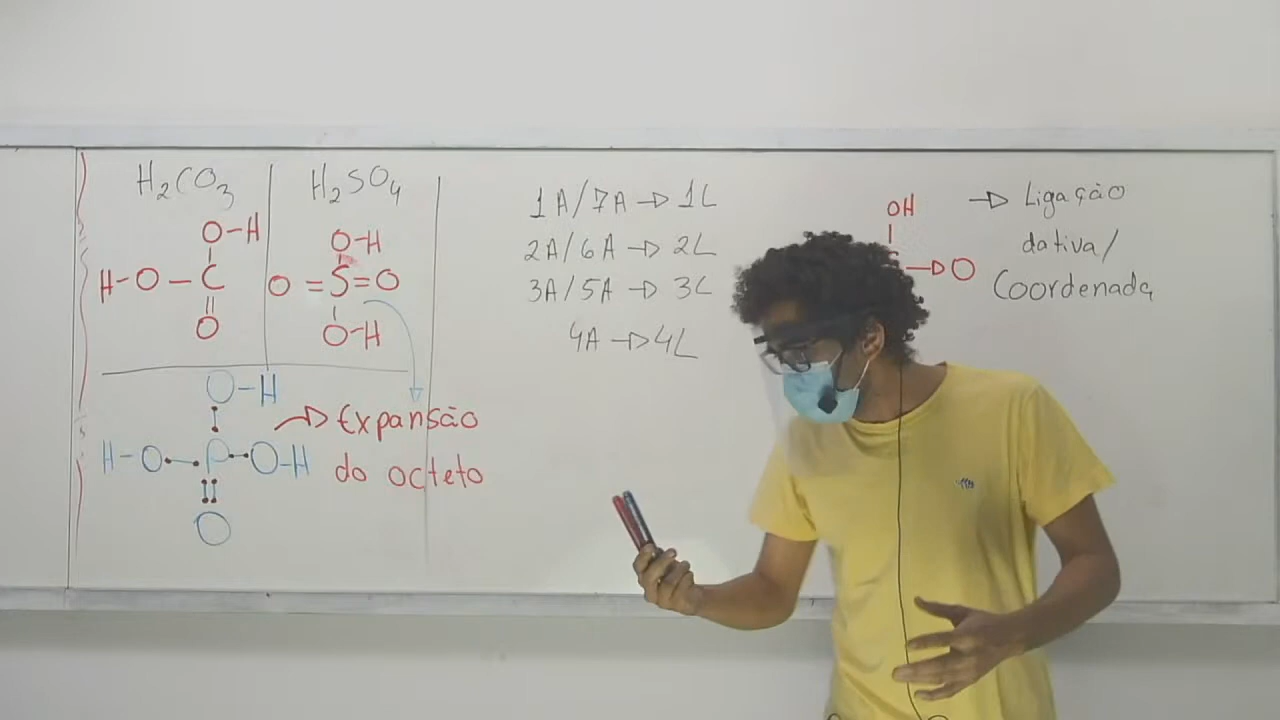 H₂CO₃
O-H
H-O-C
O
H₂SO₄
O-H
O=S=O
O-H
O-H
H-O-P-O-H
O
Expansão
do octeto
1A/7A → 1L
2A/6A → 2L
3A/5A → 3L
4A → 4L
OH
→O
→ Ligação
dativa/
Coordenada